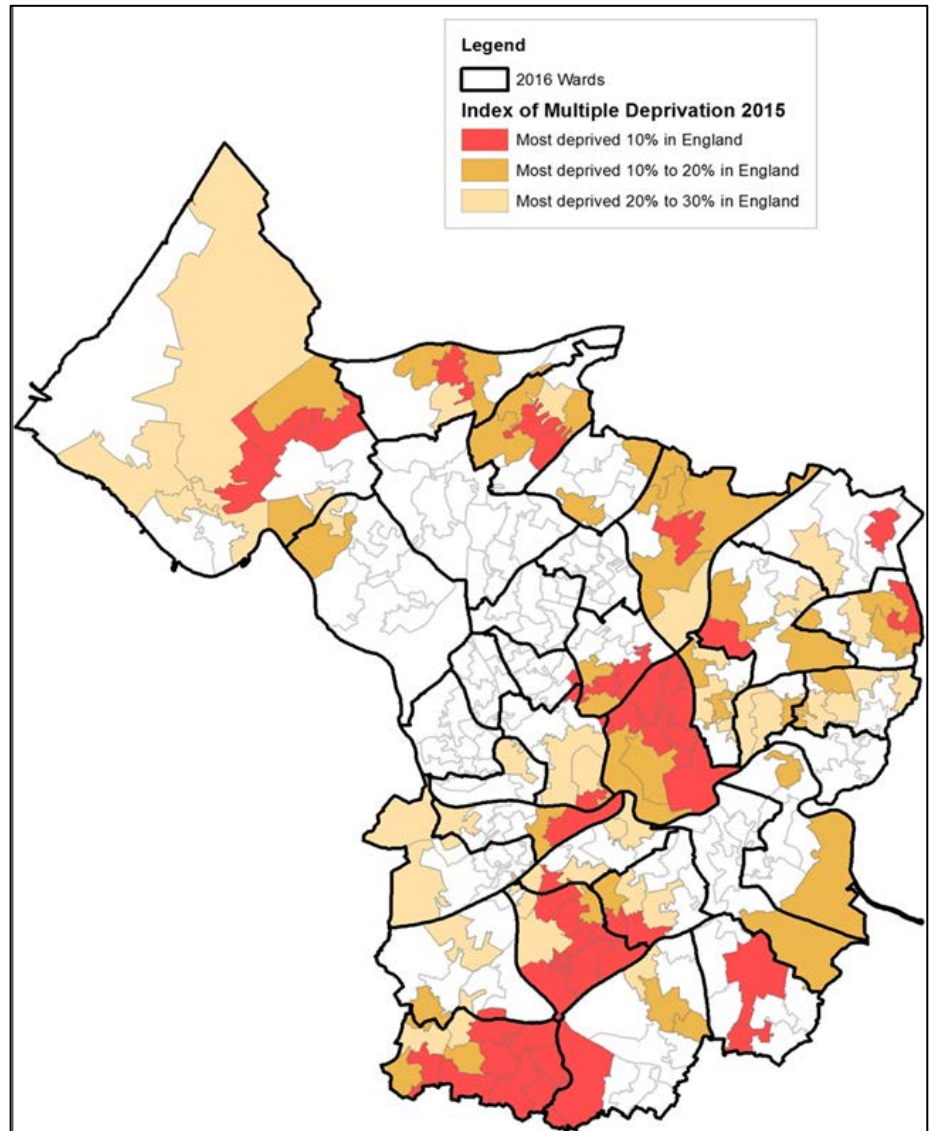 Legend
2016 Wards
Index of Multiple Deprivation 2015
Most deprived 10% in England
Most deprived 10% to 20% in England
Most deprived 20% to 30% in England